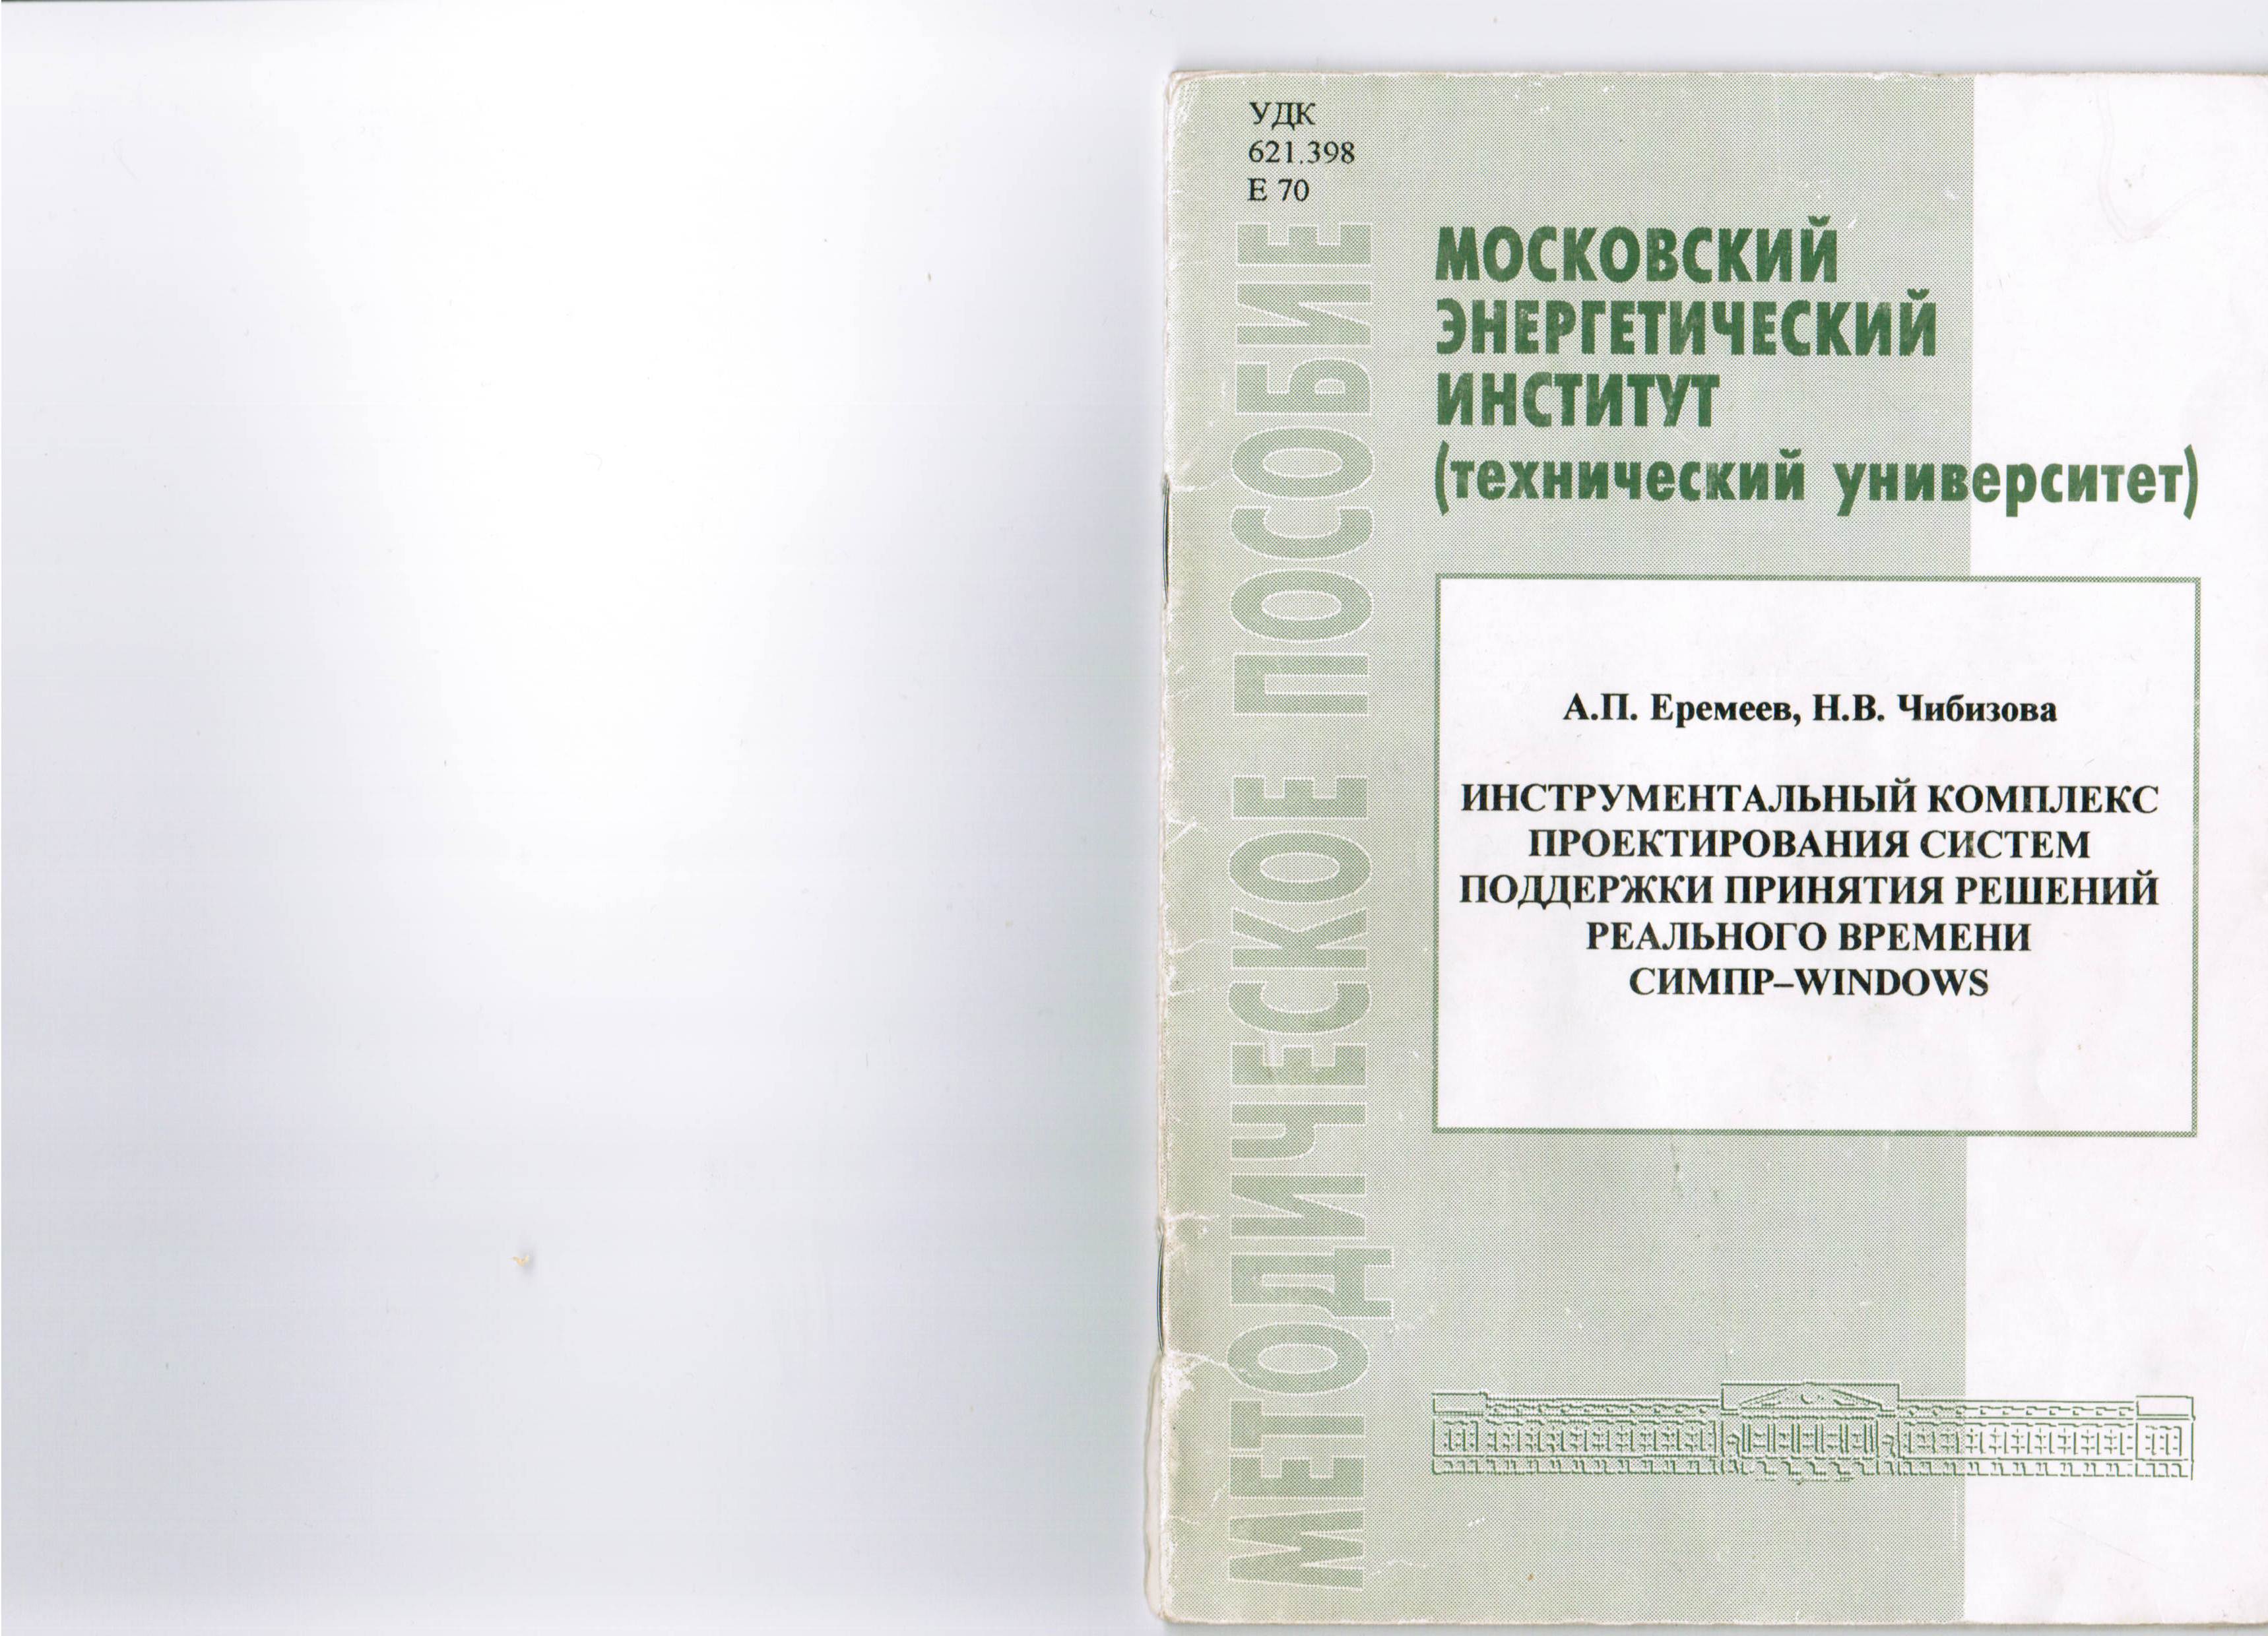 УДК
621.398
Е 70
МЕТОДИЧЕСКОЕ ПОСОБИЕ
МОСКОВСКИЙ
ЭНЕРГЕТИЧЕСКИЙ
ИНСТИТУТ
(технический университет)
А.П. Еремеев, Н.В. Чибизова
ИНСТРУМЕНТАЛЬНЫЙ КОМПЛЕКС
ПРОЕКТИРОВАНИЯ СИСТЕМ
ПОДДЕРЖКИ ПРИНЯТИЯ РЕШЕНИЙ
РЕАЛЬНОГО ВРЕМЕНИ
СИМПР–WINDOWS